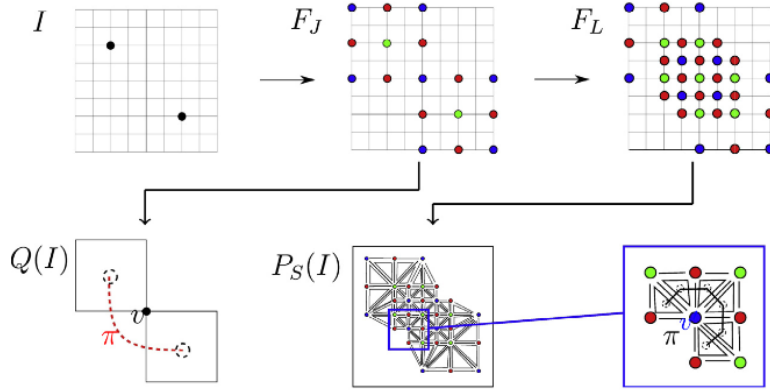 I
F_J
F_L
Q(I)
v
π
P_S(I)
v
π